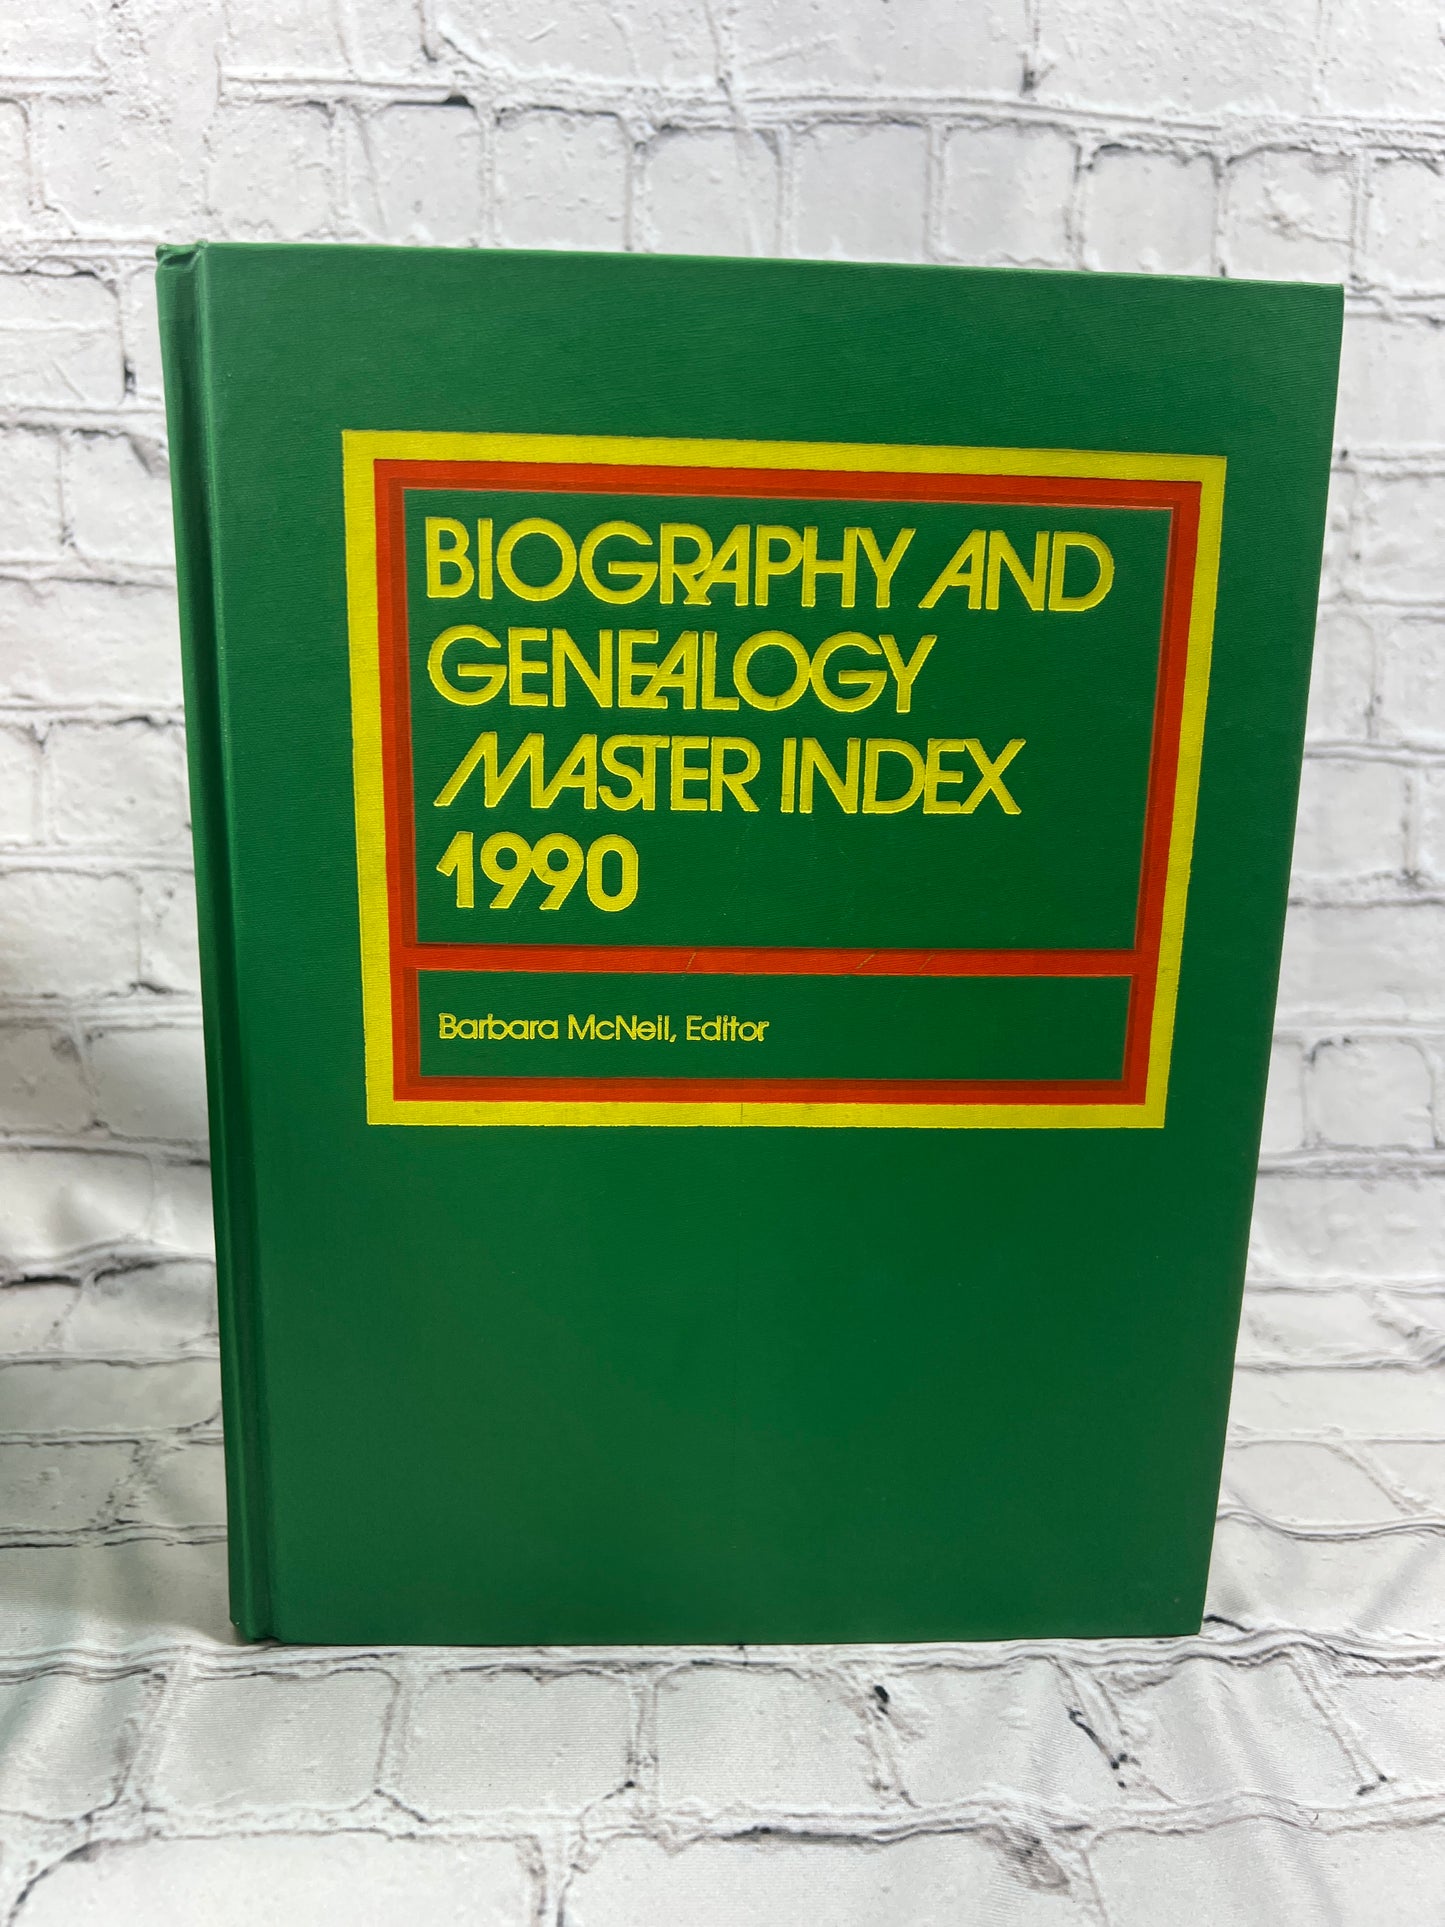 BIOGRAPHY AND
GENEALOGY
MASTER INDEX
1990
Barbara McNeil, Editor